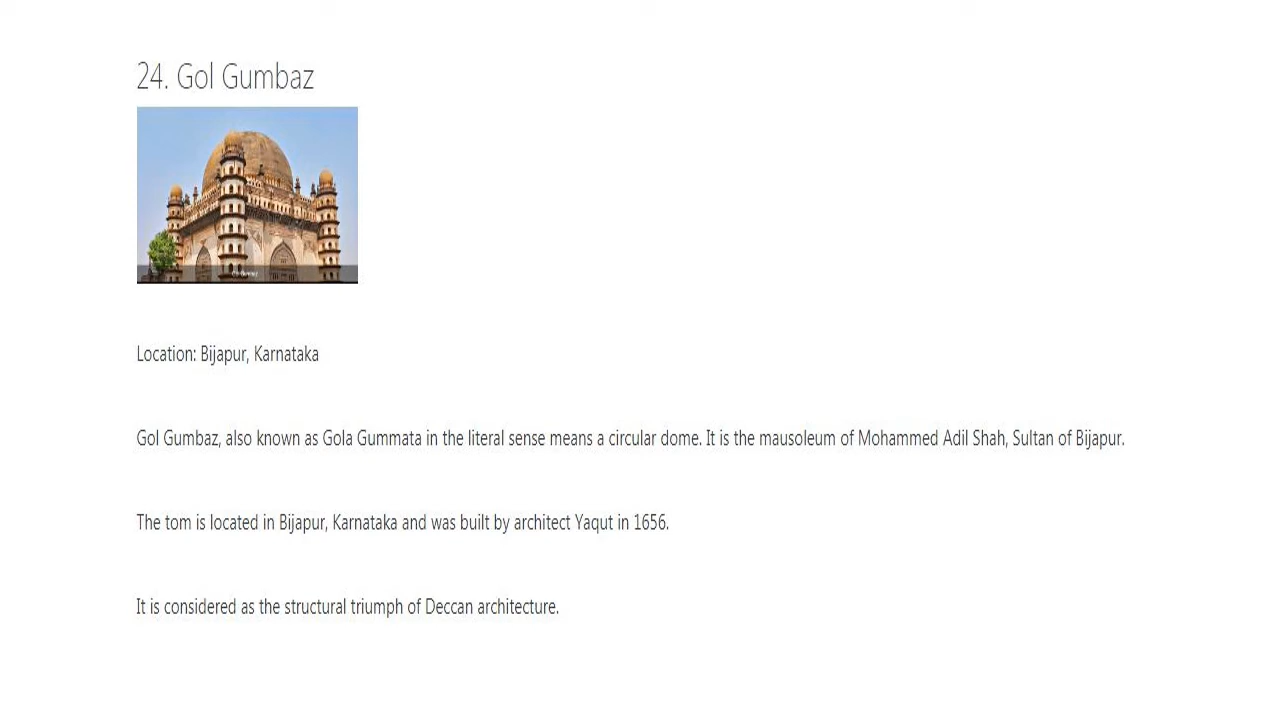 24. Gol Gumbaz
Location: Bijapur, Karnataka
Gol Gumbaz, also known as Gola Gummata in the literal sense means a circular dome. It is the mausoleum of Mohammed Adil Shah, Sultan of Bijapur.
The tom is located in Bijapur, Karnataka and was built by architect Yaqut in 1656.
It is considered as the structural triumph of Deccan architecture.